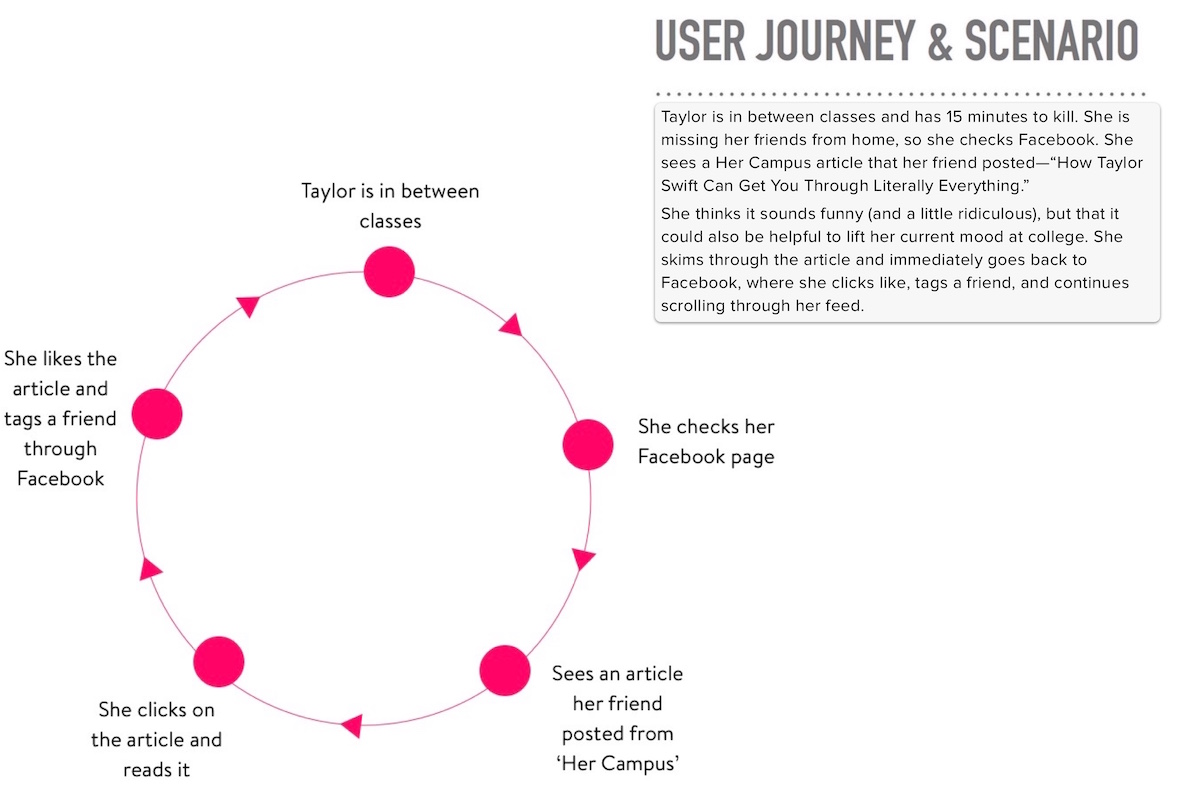 USER JOURNEY & SCENARIO
Taylor is in between classes and has 15 minutes to kill. She is
missing her friends from home, so she checks Facebook. She
sees a Her Campus article that her friend posted—“How Taylor
Swift Can Get You Through Literally Everything.”
She thinks it sounds funny (and a little ridiculous), but that it
could also be helpful to lift her current mood at college. She
skims through the article and immediately goes back to
Facebook, where she clicks like, tags a friend, and continues
scrolling through her feed.
Taylor is in between
classes
She checks her
Facebook page
Sees an article
her friend
posted from
‘Her Campus’
She clicks on
the article and
reads it
She likes the
article and
tags a friend
through
Facebook